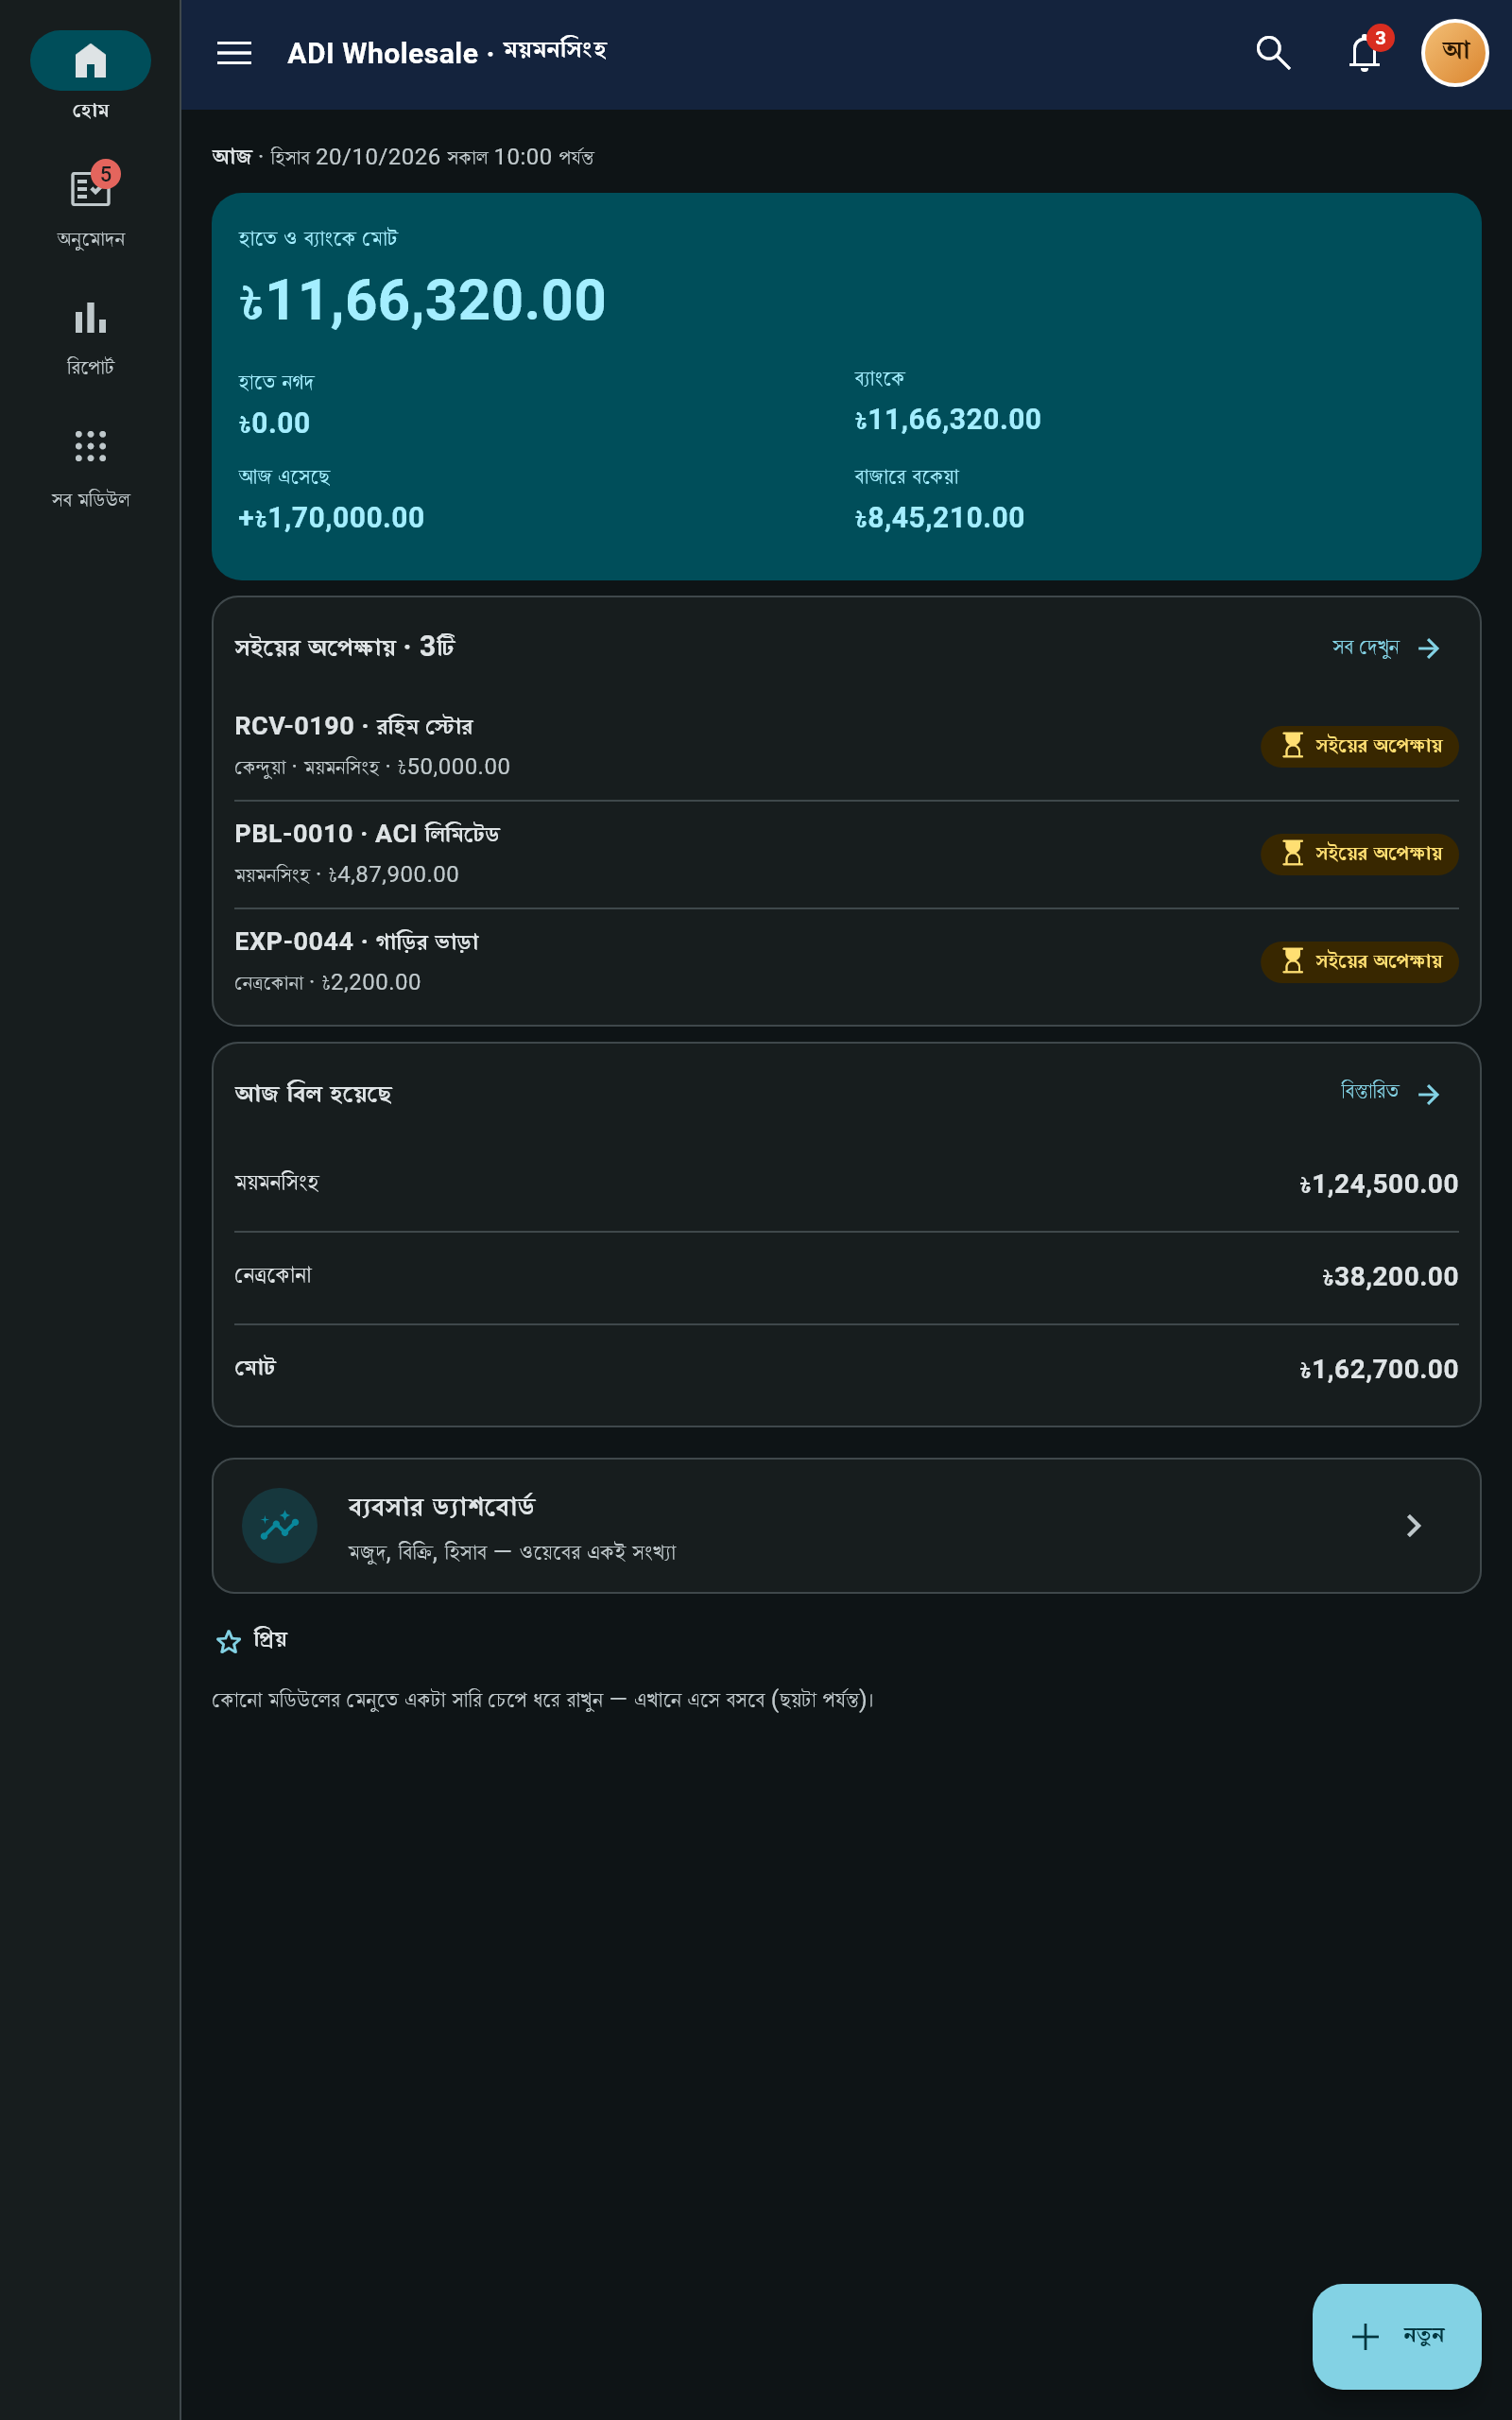 হোম
5
অনুমোদন
রিপোর্ট
সব মডিউল
ADI Wholesale · ময়মনসিংহ
3
আ
আজ · হিসাব 20/10/2026 সকাল 10:00 পর্যন্ত
হাতে ও ব্যাংকে মোট
৳11,66,320.00
হাতে নগদ
৳0.00
ব্যাংকে
৳11,66,320.00
আজ এসেছে
+৳1,70,000.00
বাজারে বকেয়া
৳8,45,210.00
সইয়ের অপেক্ষায় · 3টি
সব দেখুন
RCV-0190 · রহিম স্টোর
কেন্দুয়া · ময়মনসিংহ · ৳50,000.00
সইয়ের অপেক্ষায়
PBL-0010 · ACI লিমিটেড
ময়মনসিংহ · ৳4,87,900.00
সইয়ের অপেক্ষায়
EXP-0044 · গাড়ির ভাড়া
নেত্রকোনা · ৳2,200.00
সইয়ের অপেক্ষায়
আজ বিল হয়েছে
বিস্তারিত
ময়মনসিংহ ৳1,24,500.00
নেত্রকোনা ৳38,200.00
মোট ৳1,62,700.00
ব্যবসার ড্যাশবোর্ড
মজুদ, বিক্রি, হিসাব — ওয়েবের একই সংখ্যা
প্রিয়
কোনো মডিউলের মেনুতে একটা সারি চেপে ধরে রাখুন — এখানে এসে বসবে (ছয়টা পর্যন্ত)।
নতুন